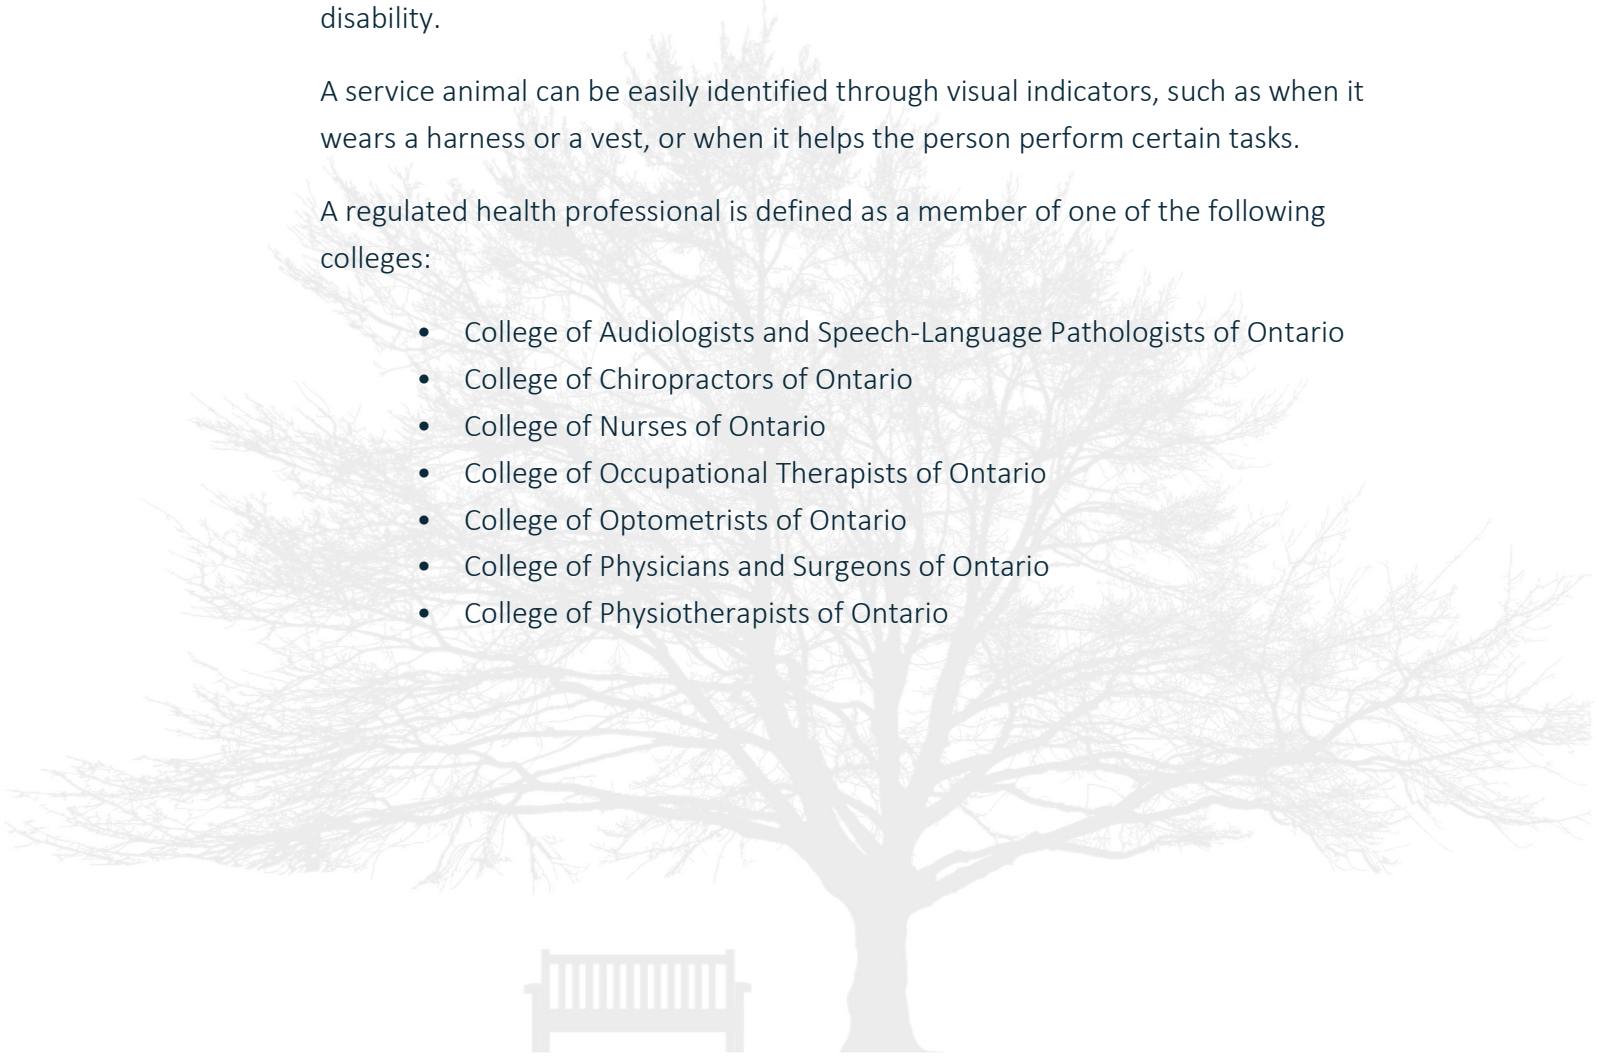 disability.
A service animal can be easily identified through visual indicators, such as when it
wears a harness or a vest, or when it helps the person perform certain tasks.
A regulated health professional is defined as a member of one of the following
colleges:
• College of Audiologists and Speech-Language Pathologists of Ontario
• College of Chiropractors of Ontario
• College of Nurses of Ontario
• College of Occupational Therapists of Ontario
• College of Optometrists of Ontario
• College of Physicians and Surgeons of Ontario
• College of Physiotherapists of Ontario